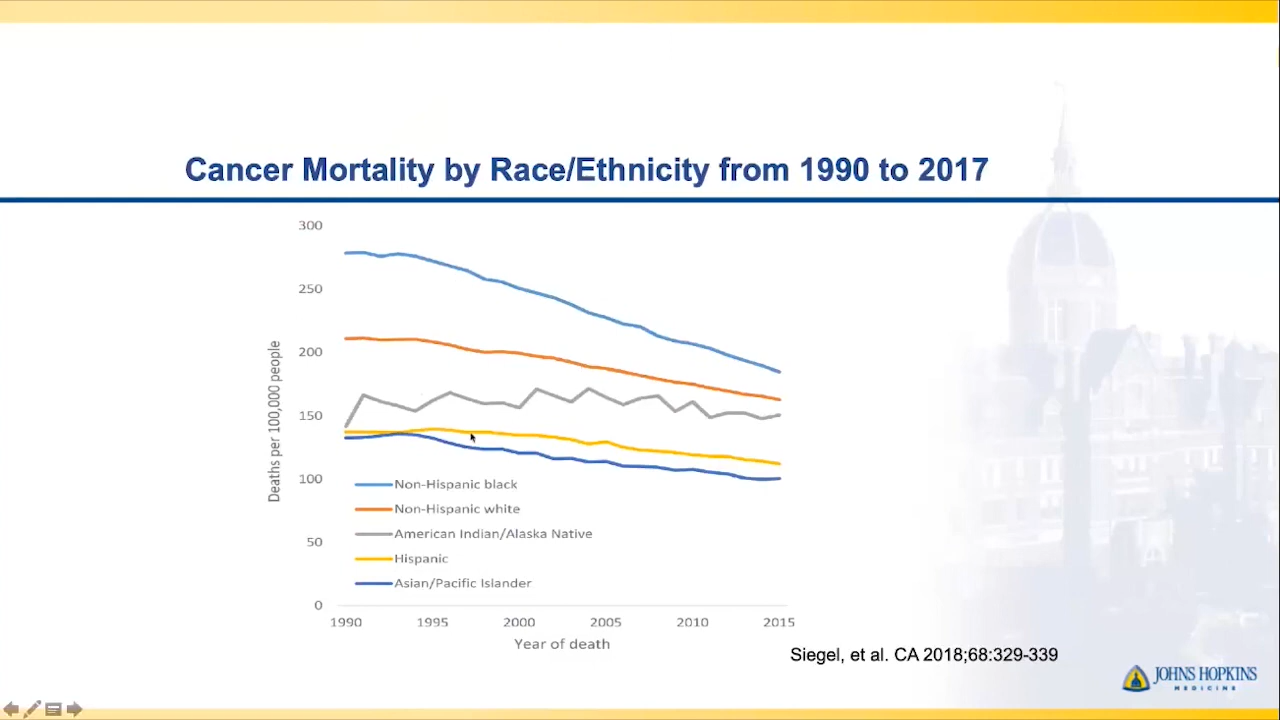 Cancer Mortality by Race/Ethnicity from 1990 to 2017
300
250
200
150
100
50
0
Deaths per 100,000 people
Non-Hispanic black
Non-Hispanic white
American Indian/Alaska Native
Hispanic
Asian/Pacific Islander
1990 1995 2000 2005 2010 2015
Year of death
Siegel, et al. CA 2018;68:329-339
JOHNS HOPKINS
MEDICINE